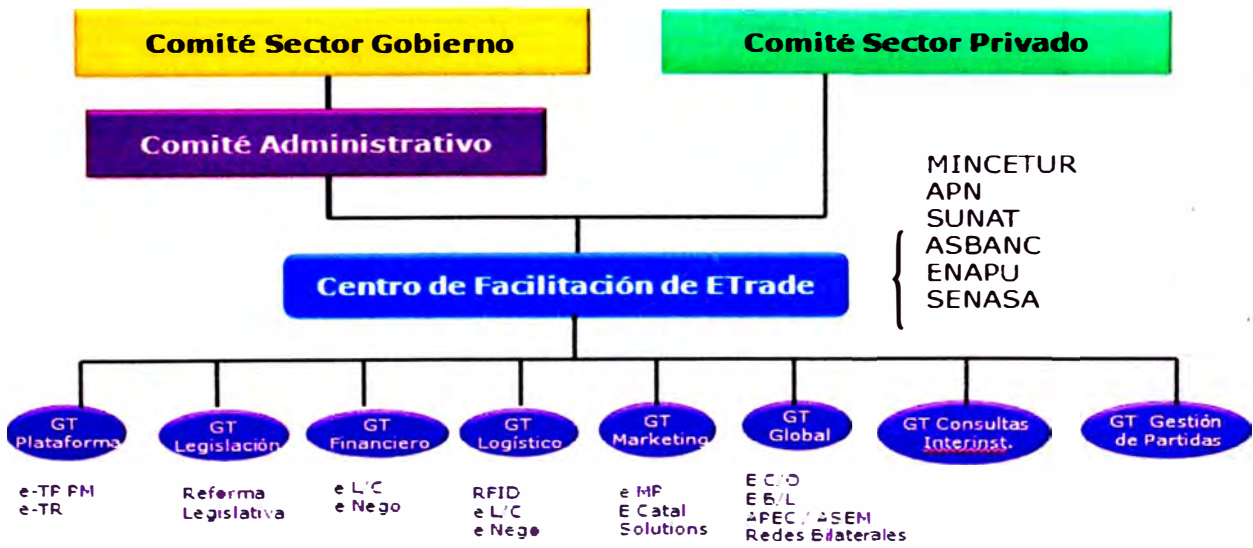 Comité Sector Gobierno
Comité Sector Privado
Comité Administrativo
MINCETUR
APN
SUNAT
ASBANC
ENAPU
SENASA
Centro de Facilitación de ETrade
GT
Plataforma
GT
Legislación
GT
Financiero
GT
Logístico
GT
Marketing
GT
Global
GT Consultas
Interinst.
GT Gestión
de Partidas
e-TR
Reforma
Legislativa
e L/C
e Nego
RFID
e L/C
e Nego
e MP
E Catal
Solutions
E C/O
E B/L
APEC / ASEM
Redes Bilaterales